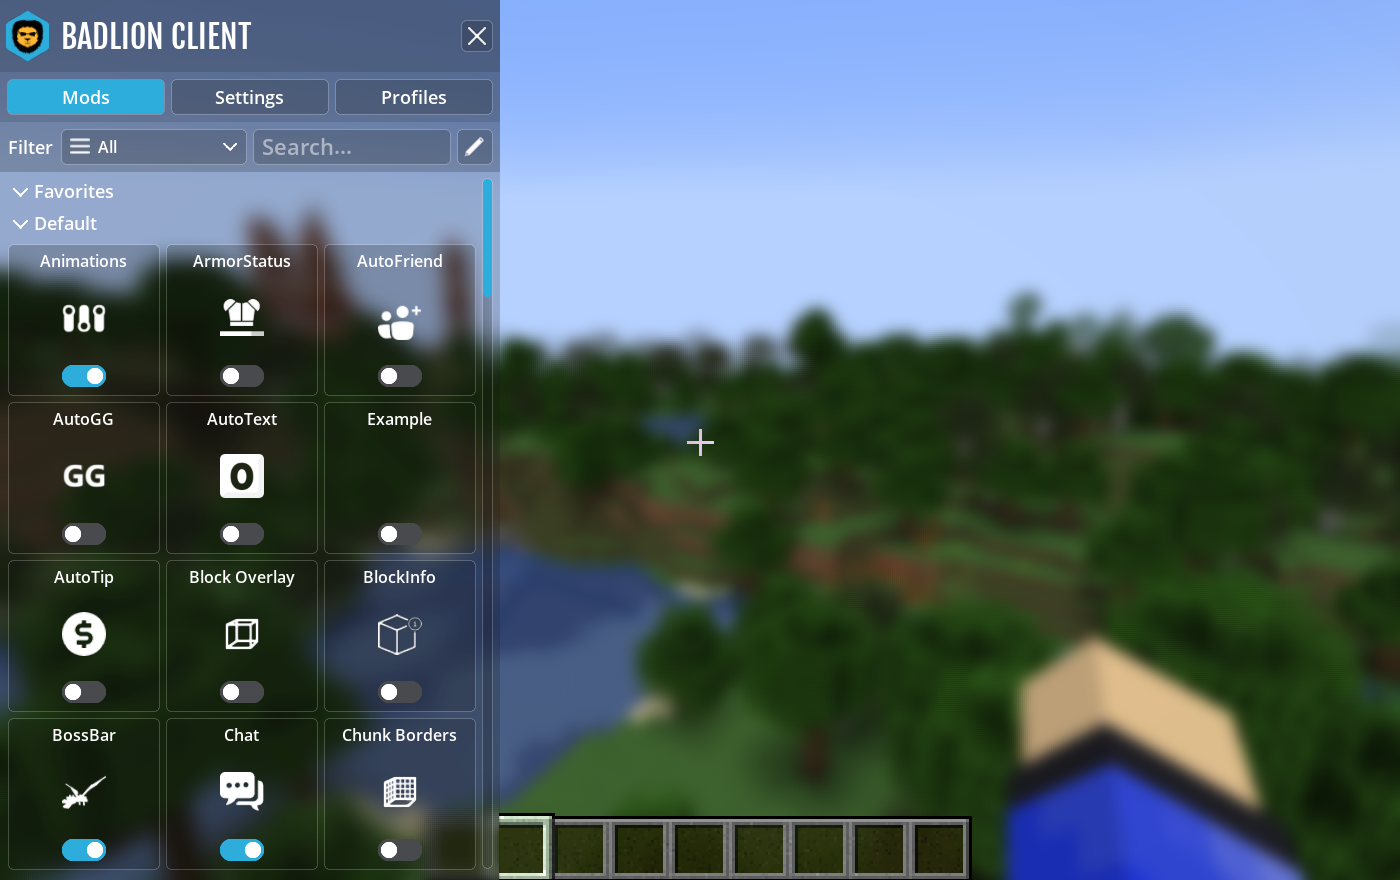 BADLION CLIENT
Mods Settings Profiles
Filter All Search...
Favorites
Default
Animations ArmorStatus AutoFriend
AutoGG AutoText Example
GG O
AutoTip Block Overlay BlockInfo
$ i
BossBar Chat Chunk Borders